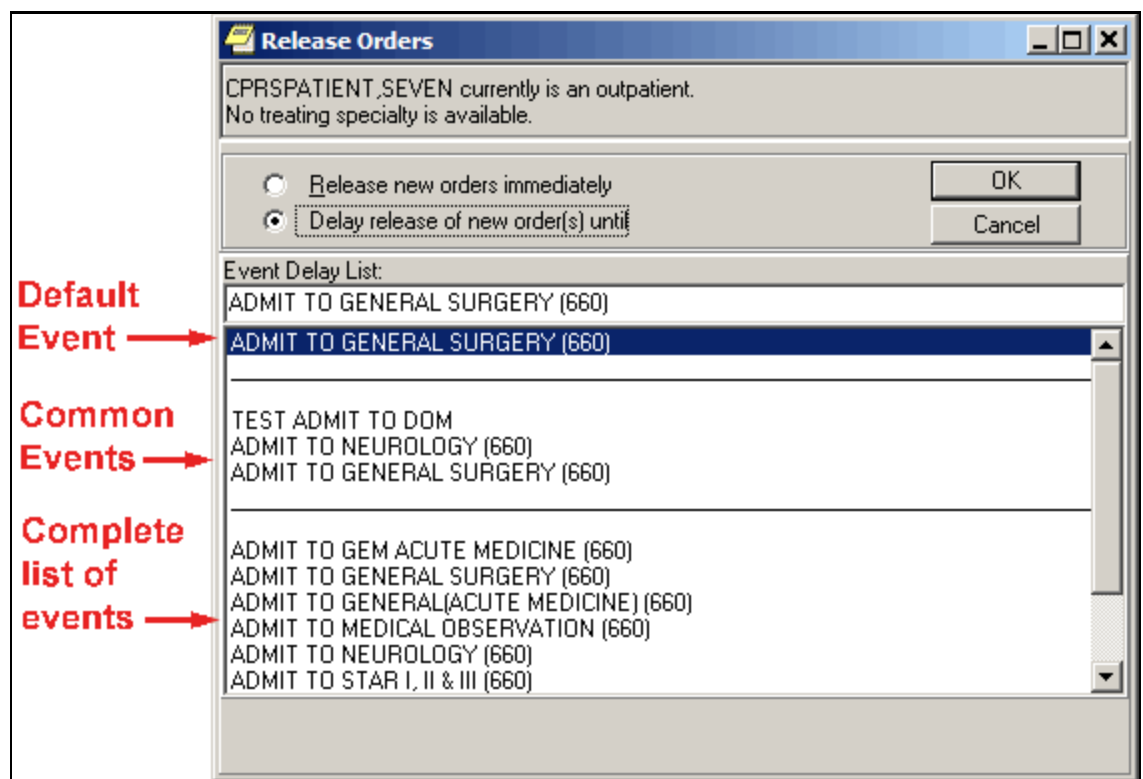 Release Orders
CPRSPATIENT,SEVEN currently is an outpatient.
No treating specialty is available.
Release new orders immediately
OK
Delay release of new order(s) until
Cancel
Event Delay List:
Default
Event
ADMIT TO GENERAL SURGERY (660)
ADMIT TO GENERAL SURGERY (660)
Common
Events
TEST ADMIT TO DOM
ADMIT TO NEUROLOGY (660)
ADMIT TO GENERAL SURGERY (660)
Complete
list of
events
ADMIT TO GEM ACUTE MEDICINE (660)
ADMIT TO GENERAL SURGERY (660)
ADMIT TO GENERAL(ACUTE MEDICINE) (660)
ADMIT TO MEDICAL OBSERVATION (660)
ADMIT TO NEUROLOGY (660)
ADMIT TO STAR I, II & III (660)